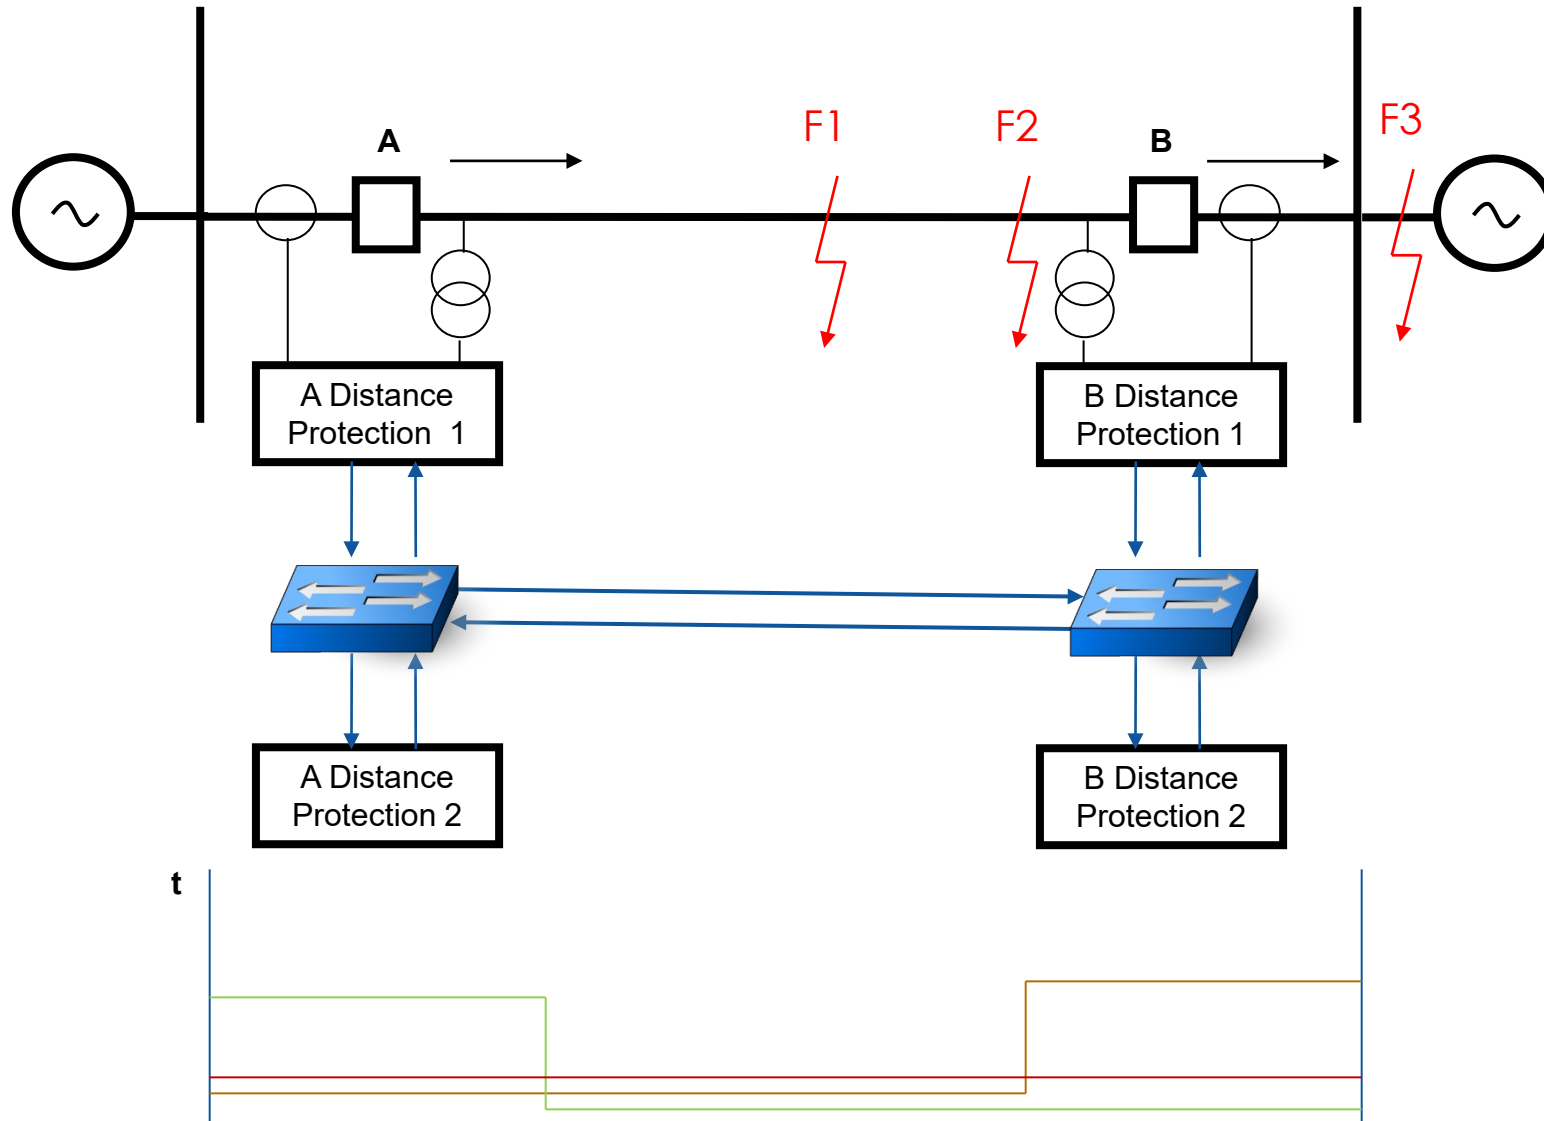 A
F1
F2
B
F3
A Distance
Protection 1
B Distance
Protection 1
A Distance
Protection 2
B Distance
Protection 2
t